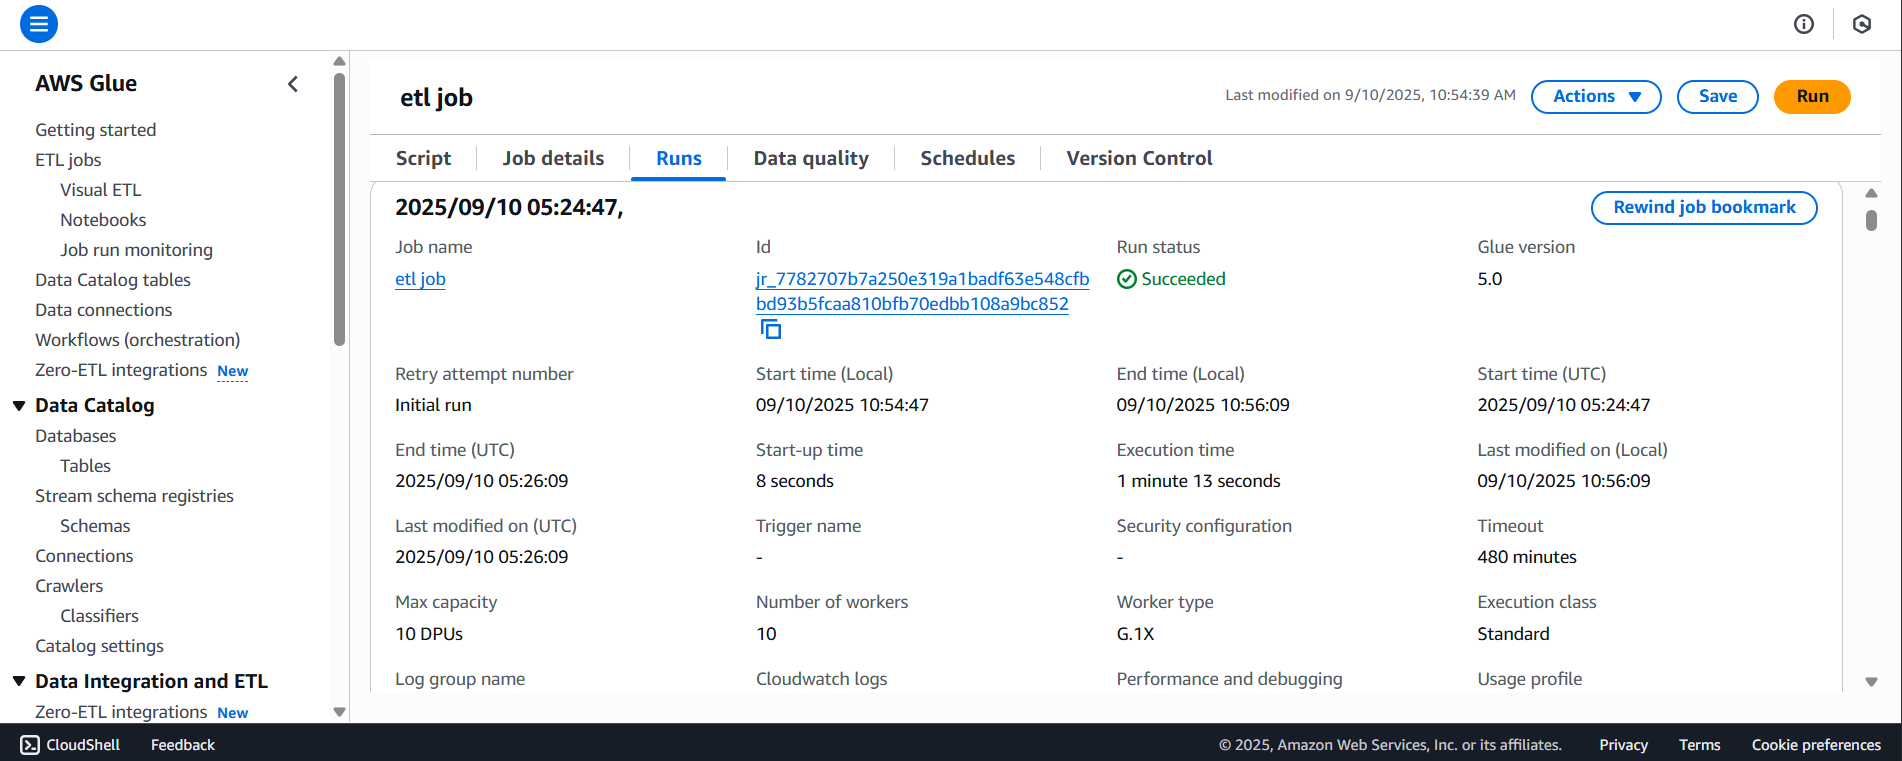 AWS Glue
Getting started
ETL jobs
Visual ETL
Notebooks
Job run monitoring
Data Catalog tables
Data connections
Workflows (orchestration)
Zero-ETL integrations New
Data Catalog
Databases
Tables
Stream schema registries
Schemas
Connections
Crawlers
Classifiers
Catalog settings
Data Integration and ETL
Zero-ETL integrations New
etl job
Last modified on 9/10/2025, 10:54:39 AM
Actions
Save
Run
Script
Job details
Runs
Data quality
Schedules
Version Control
2025/09/10 05:24:47,
Rewind job bookmark
Job name
etl job
Id
jr_7782707b7a250e319a1badf63e548cfb
bd93b5fcaa810bfb70edbb108a9bc852
Run status
Succeeded
Glue version
5.0
Retry attempt number
Initial run
Start time (Local)
09/10/2025 10:54:47
End time (Local)
09/10/2025 10:56:09
Start time (UTC)
2025/09/10 05:24:47
End time (UTC)
2025/09/10 05:26:09
Start-up time
8 seconds
Execution time
1 minute 13 seconds
Last modified on (Local)
09/10/2025 10:56:09
Last modified on (UTC)
2025/09/10 05:26:09
Trigger name
-
Security configuration
-
Timeout
480 minutes
Max capacity
10 DPUs
Number of workers
10
Worker type
G.1X
Execution class
Standard
Log group name
Cloudwatch logs
Performance and debugging
Usage profile
CloudShell
Feedback
© 2025, Amazon Web Services, Inc. or its affiliates.
Privacy
Terms
Cookie preferences